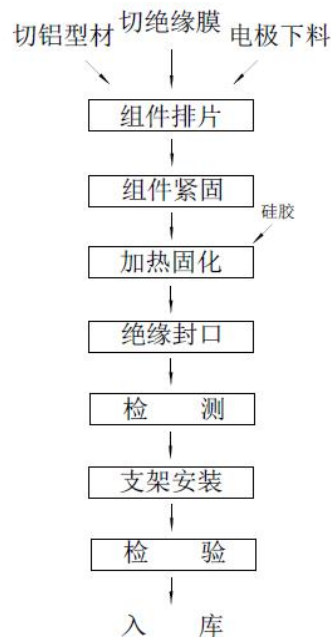 切铝型材 切绝缘膜 电极下料
组件排片
组件紧固
硅胶
加热固化
绝缘封口
检 测
支架安装
检 验
入 库